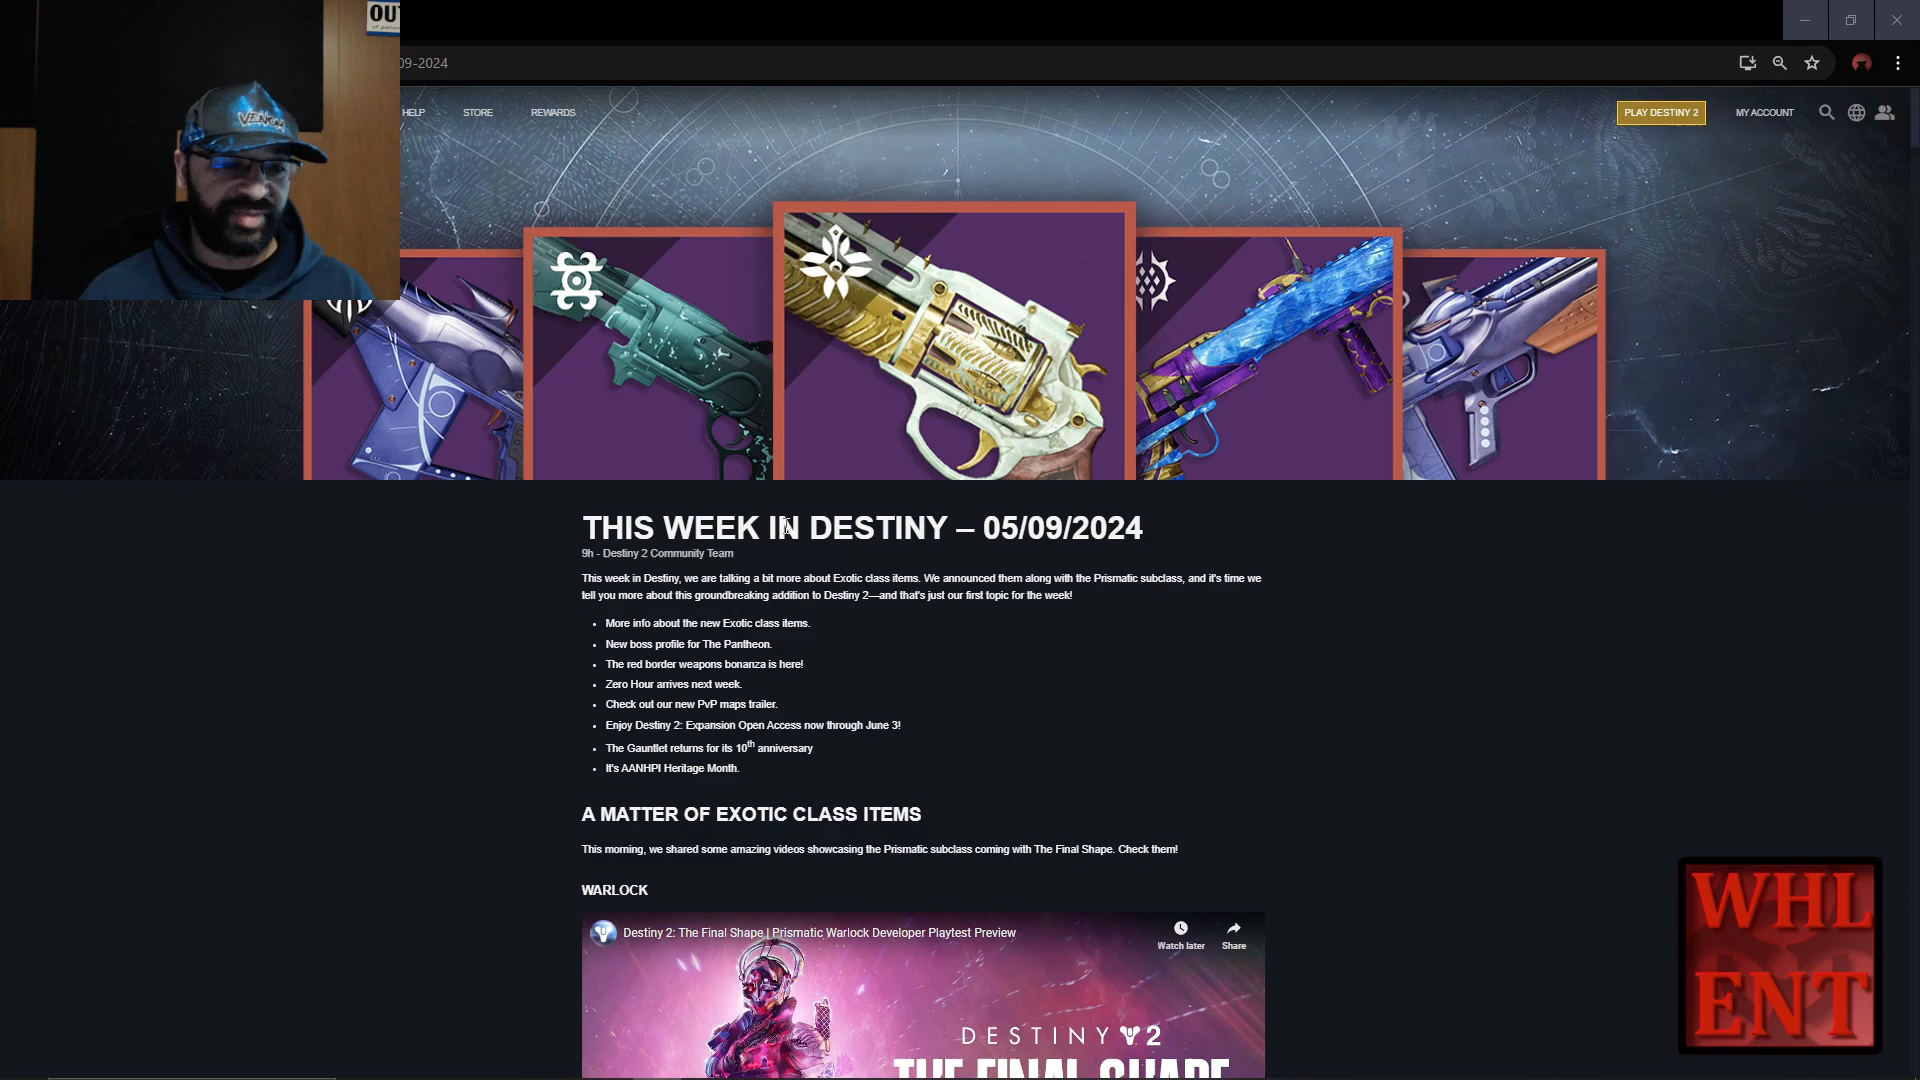 OUT
VENOM
09-2024
HELP
STORE
REWARDS
PLAY DESTINY 2
MY ACCOUNT
THIS WEEK IN DESTINY – 05/09/2024
9h - Destiny 2 Community Team
This week in Destiny, we are talking a bit more about Exotic class items. We announced them along with the Prismatic subclass, and it's time we
tell you more about this groundbreaking addition to Destiny 2—and that's just our first topic for the week!
• More info about the new Exotic class items.
• New boss profile for The Pantheon.
• The red border weapons bonanza is here!
• Zero Hour arrives next week.
• Check out our new PvP maps trailer.
• Enjoy Destiny 2: Expansion Open Access now through June 3!
• The Gauntlet returns for its 10th anniversary
• It's AANHPI Heritage Month.
A MATTER OF EXOTIC CLASS ITEMS
This morning, we shared some amazing videos showcasing the Prismatic subclass coming with The Final Shape. Check them!
WARLOCK
Destiny 2: The Final Shape | Prismatic Warlock Developer Playtest Preview
Watch later
Share
DESTINY 2
THE FINAL SHAPE
WHL
ENT